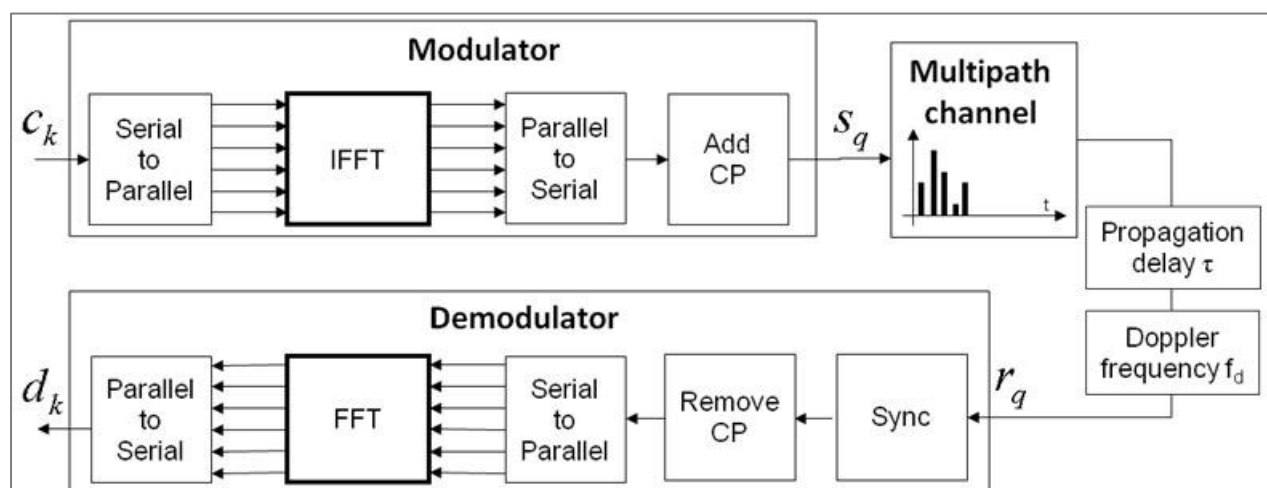 Modulator
c_k
Serial
to
Parallel
IFFT
Parallel
to
Serial
Add
CP
s_q
Multipath
channel
t
Propagation
delay τ
Doppler
frequency f_d
Demodulator
d_k
Parallel
to
Serial
FFT
Serial
to
Parallel
Remove
CP
Sync
r_q